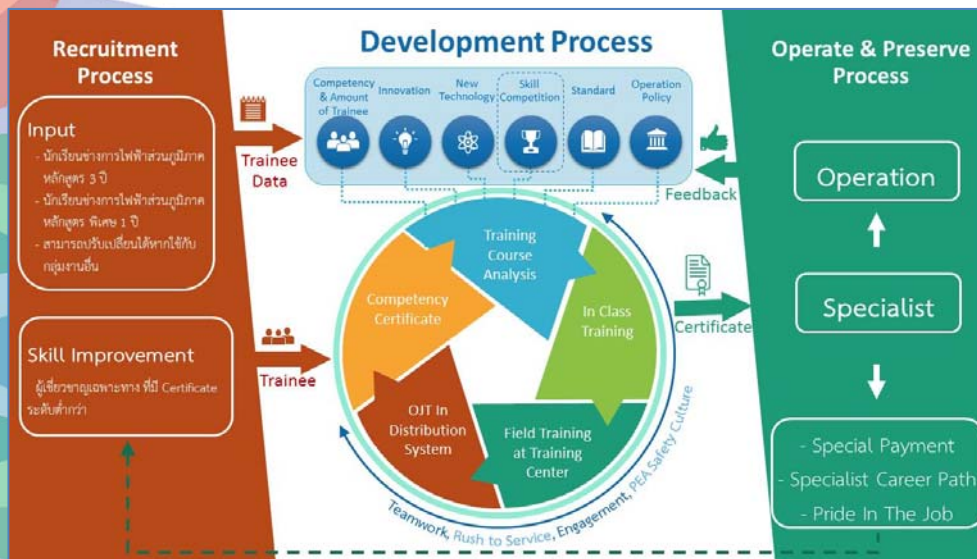 Recruitment
Process
Input
- นักเรียนช่างการไฟฟ้าส่วนภูมิภาค
หลักสูตร 3 ปี
- นักเรียนช่างการไฟฟ้าส่วนภูมิภาค
หลักสูตร พิเศษ 1 ปี
- สามารถปรับเปลี่ยนได้หากใช้กับ
กลุ่มงานอื่น
Skill Improvement
ผู้เชี่ยวชาญเฉพาะทาง ที่มี Certificate
ระดับต่ำกว่า
Trainee
Data
Trainee
Development Process
Competency
& Amount
of Trainee
Innovation
New
Technology
Skill
Competition
Standard
Operation
Policy
Training
Course
Analysis
In Class
Training
Field Training
at Training
Center
OJT In
Distribution
System
Competency
Certificate
Teamwork, Rush to Service, Engagement, PEA Safety Culture
Feedback
Certificate
Operate & Preserve
Process
Operation
Specialist
- Special Payment
- Specialist Career Path
- Pride In The Job